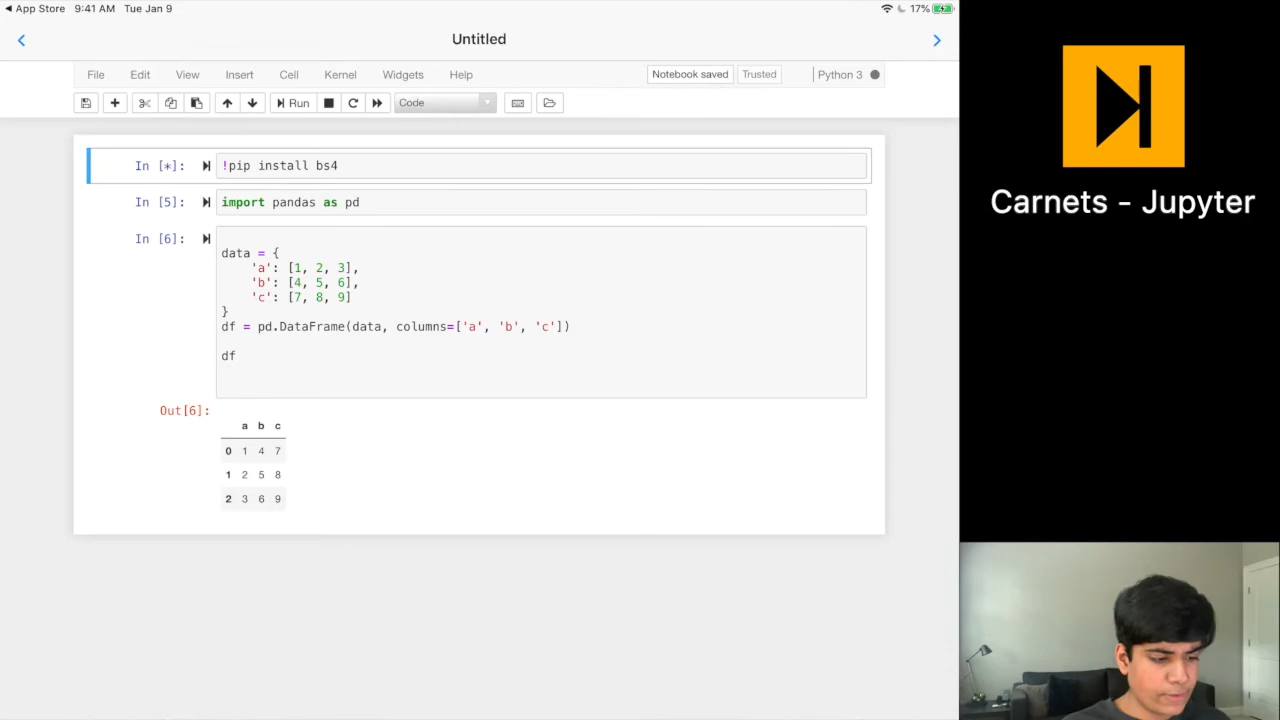 App Store 9:41 AM Tue Jan 9 17%
Untitled
File Edit View Insert Cell Kernel Widgets Help Notebook saved Trusted Python 3
Run Code
In [*]: !pip install bs4
In [5]: import pandas as pd
In [6]:
data = {
    'a': [1, 2, 3],
    'b': [4, 5, 6],
    'c': [7, 8, 9]
}
df = pd.DataFrame(data, columns=['a', 'b', 'c'])
df
Out[6]:
a b c
0 1 4 7
1 2 5 8
2 3 6 9
Carnets - Jupyter